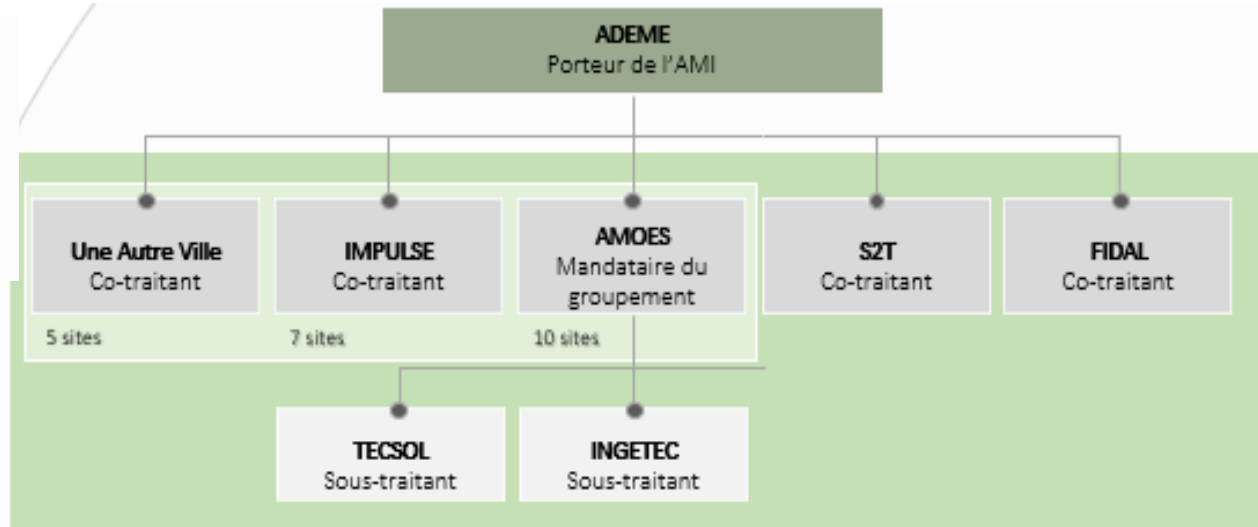 ADEME
Porteur de l'AMI
Une Autre Ville
Co-traitant
5 sites
IMPULSE
Co-traitant
7 sites
AMOES
Mandataire du
groupement
10 sites
S2T
Co-traitant
FIDAL
Co-traitant
TECSOL
Sous-traitant
INGETEC
Sous-traitant